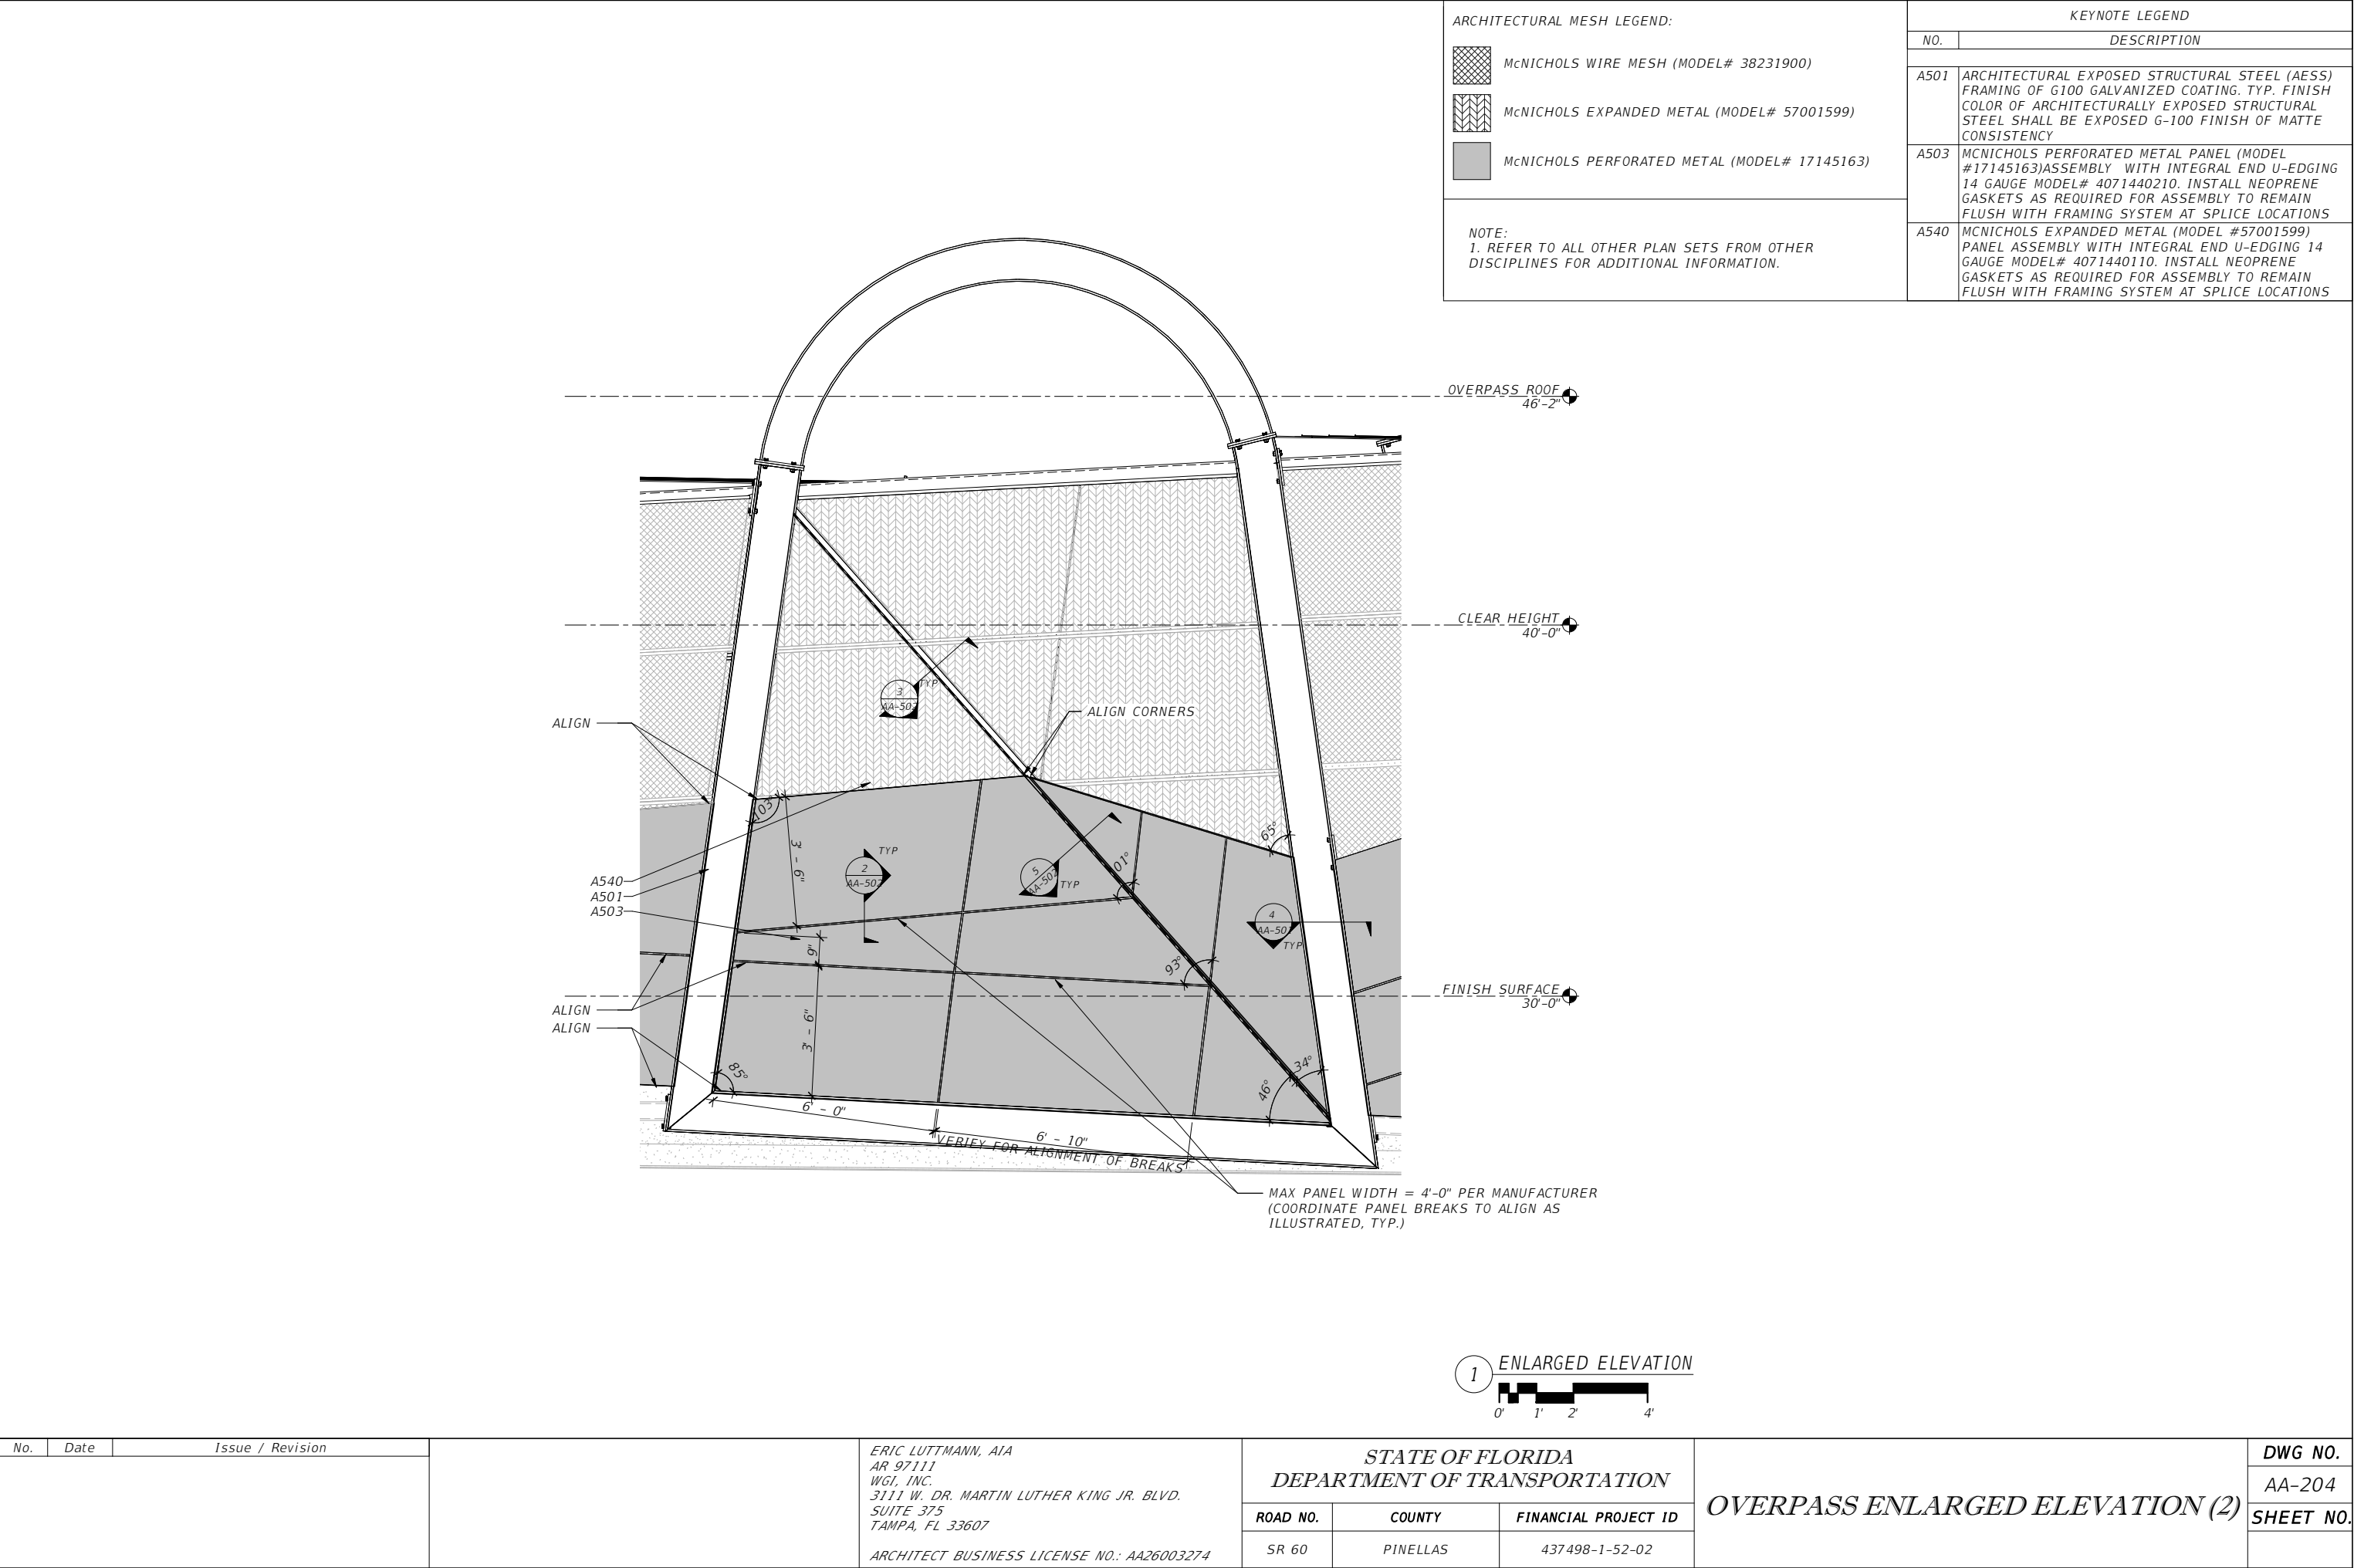 ARCHITECTURAL MESH LEGEND:
McNICHOLS WIRE MESH (MODEL# 38231900)
McNICHOLS EXPANDED METAL (MODEL# 57001599)
McNICHOLS PERFORATED METAL (MODEL# 17145163)
NOTE:
1. REFER TO ALL OTHER PLAN SETS FROM OTHER
DISCIPLINES FOR ADDITIONAL INFORMATION.
KEYNOTE LEGEND
NO. DESCRIPTION
A501 ARCHITECTURAL EXPOSED STRUCTURAL STEEL (AESS)
FRAMING OF G100 GALVANIZED COATING. TYP. FINISH
COLOR OF ARCHITECTURALLY EXPOSED STRUCTURAL
STEEL SHALL BE EXPOSED G-100 FINISH OF MATTE
CONSISTENCY
A503 MCNICHOLS PERFORATED METAL PANEL (MODEL
#17145163)ASSEMBLY WITH INTEGRAL END U-EDGING
14 GAUGE MODEL# 4071440210. INSTALL NEOPRENE
GASKETS AS REQUIRED FOR ASSEMBLY TO REMAIN
FLUSH WITH FRAMING SYSTEM AT SPLICE LOCATIONS
A540 MCNICHOLS EXPANDED METAL (MODEL #57001599)
PANEL ASSEMBLY WITH INTEGRAL END U-EDGING 14
GAUGE MODEL# 4071440110. INSTALL NEOPRENE
GASKETS AS REQUIRED FOR ASSEMBLY TO REMAIN
FLUSH WITH FRAMING SYSTEM AT SPLICE LOCATIONS
OVERPASS ROOF
46'-2"
CLEAR HEIGHT
40'-0"
3
TYP
ALIGN CORNERS
ALIGN
103°
65°
3' - 6"
2
TYP
5
TYP
A540
A501
A503
4
TYP
9"
93°
FINISH SURFACE
30'-0"
ALIGN
ALIGN
3' - 6"
85°
46°
34°
6' - 0"
6' - 10"
"VERIFY FOR ALIGNMENT OF BREAKS"
MAX PANEL WIDTH = 4'-0" PER MANUFACTURER
(COORDINATE PANEL BREAKS TO ALIGN AS
ILLUSTRATED, TYP.)
1 ENLARGED ELEVATION
0' 1' 2' 4'
No. Date Issue / Revision
ERIC LUTTMANN, AIA
AR 97111
WGI, INC.
3111 W. DR. MARTIN LUTHER KING JR. BLVD.
SUITE 375
TAMPA, FL 33607
ARCHITECT BUSINESS LICENSE NO.: AA26003274
STATE OF FLORIDA
DEPARTMENT OF TRANSPORTATION
ROAD NO. COUNTY FINANCIAL PROJECT ID
SR 60 PINELLAS 437498-1-52-02
OVERPASS ENLARGED ELEVATION (2)
DWG NO.
AA-204
SHEET NO.